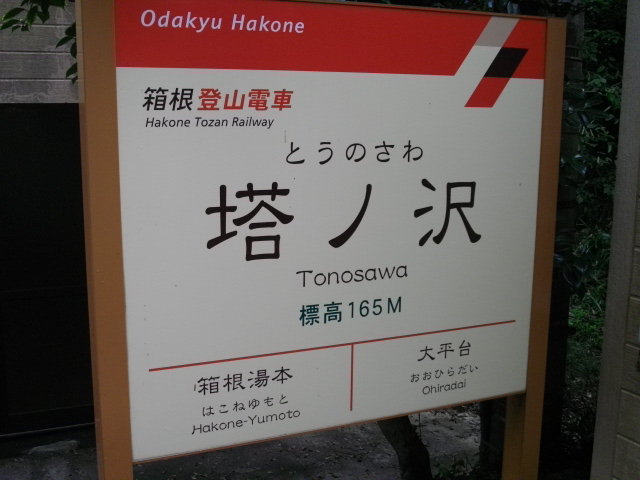 Odakyu Hakone
箱根登山電車
Hakone Tozan Railway
とうのさわ
塔ノ沢
Tonosawa
標高165M
箱根湯本
はこねゆもと
Hakone-Yumoto
大平台
おおひらだい
Ohiradai